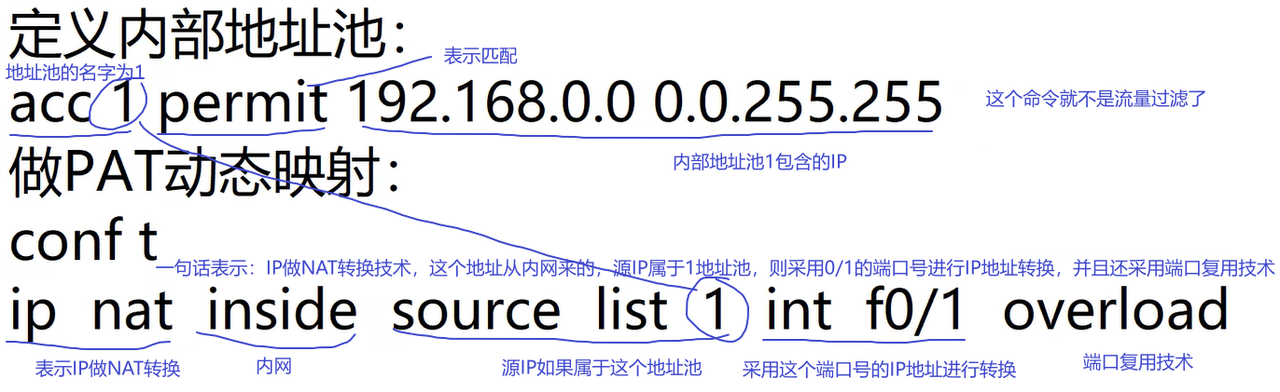 定义内部地址池：
表示匹配
地址池的名字为1
acc 1 permit 192.168.0.0 0.0.255.255
这个命令就不是流量过滤了
内部地址池1包含的IP
做PAT动态映射：
conf t
一句话表示：IP做NAT转换技术，这个地址从内网来的，源IP属于1地址池，则采用0/1的端口号进行IP地址转换，并且还采用端口复用技术
ip nat inside source list 1 int f0/1 overload
表示IP做NAT转换
内网
源IP如果属于这个地址池
采用这个端口号的IP地址进行转换
端口复用技术